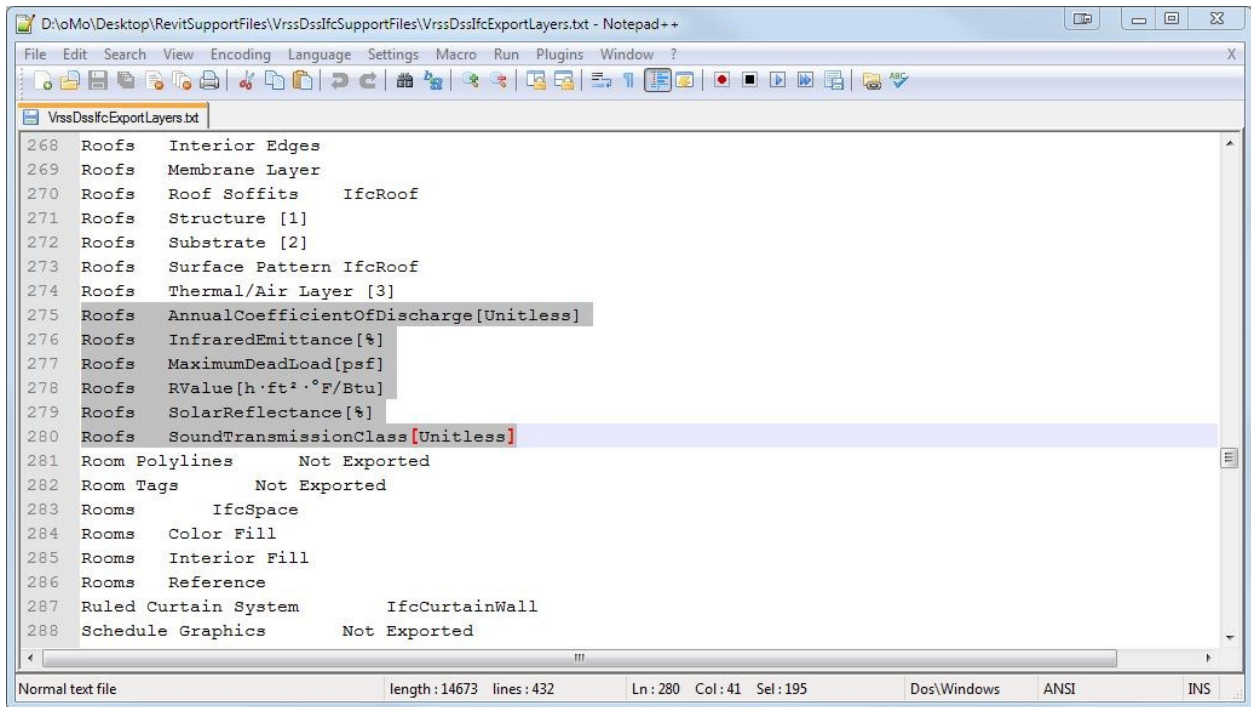 D:\oMo\Desktop\RevitSupportFiles\VrssDssIfcSupportFiles\VrssDssIfcExportLayers.txt - Notepad++
File Edit Search View Encoding Language Settings Macro Run Plugins Window ? X
VrssDssIfcExportLayers.txt
268 Roofs Interior Edges
269 Roofs Membrane Layer
270 Roofs Roof Soffits IfcRoof
271 Roofs Structure [1]
272 Roofs Substrate [2]
273 Roofs Surface Pattern IfcRoof
274 Roofs Thermal/Air Layer [3]
275 Roofs AnnualCoefficientOfDischarge[Unitless]
276 Roofs InfraredEmittance[%]
277 Roofs MaximumDeadLoad[psf]
278 Roofs RValue[h·ft²·°F/Btu]
279 Roofs SolarReflectance[%]
280 Roofs SoundTransmissionClass[Unitless]
281 Room Polylines Not Exported
282 Room Tags Not Exported
283 Rooms IfcSpace
284 Rooms Color Fill
285 Rooms Interior Fill
286 Rooms Reference
287 Ruled Curtain System IfcCurtainWall
288 Schedule Graphics Not Exported
Normal text file length : 14673 lines : 432 Ln : 280 Col : 41 Sel : 195 Dos\Windows ANSI INS